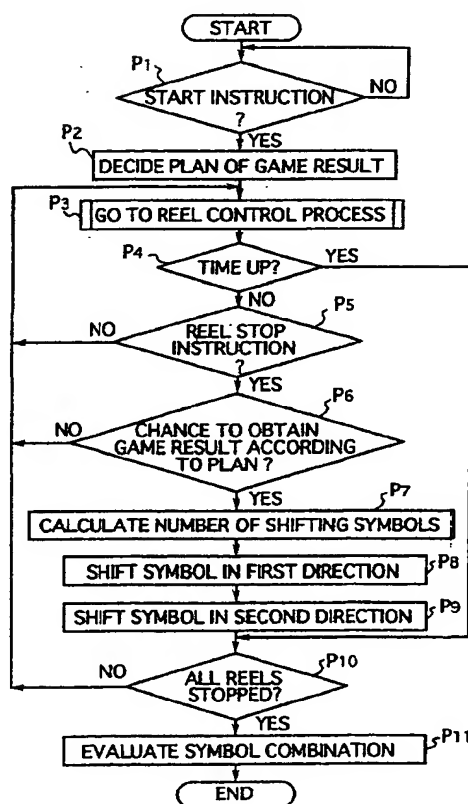 START
P1
START INSTRUCTION
?
NO
YES
P2
DECIDE PLAN OF GAME RESULT
P3
GO TO REEL CONTROL PROCESS
P4
TIME UP?
YES
NO
P5
REEL STOP
INSTRUCTION
?
NO
YES
P6
CHANCE TO OBTAIN
GAME RESULT ACCORDING
TO PLAN ?
NO
YES
P7
CALCULATE NUMBER OF SHIFTING SYMBOLS
SHIFT SYMBOL IN FIRST DIRECTION
P8
SHIFT SYMBOL IN SECOND DIRECTION
P9
P10
ALL REELS
STOPPED?
NO
YES
P11
EVALUATE SYMBOL COMBINATION
END